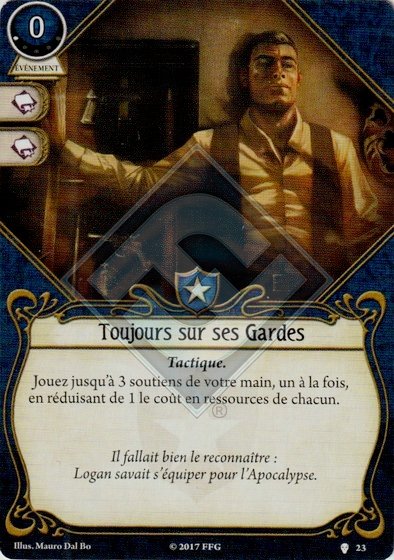 0
ÉVÉNEMENT
Toujours sur ses Gardes
Tactique.
Jouez jusqu'à 3 soutiens de votre main, un à la fois,
en réduisant de 1 le coût en ressources de chacun.
®
Il fallait bien le reconnaître :
Logan savait s'équiper pour l'Apocalypse.
Illus. Mauro Dal Bo
© 2017 FFG
23